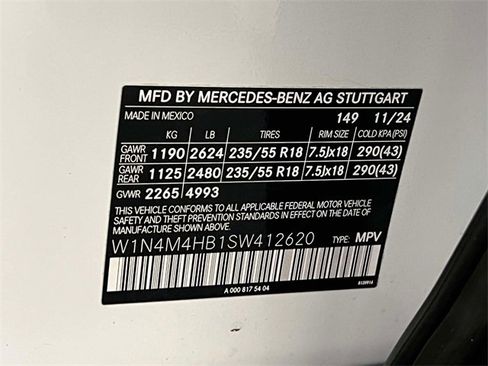 MFD BY MERCEDES-BENZ AG STUTTGART
MADE IN MEXICO 149 11/24
KG LB TIRES RIM SIZE COLD KPA(PSI)
GAWR FRONT 1190 2624 235/55 R18 7.5Jx18 290(43)
GAWR REAR 1125 2480 235/55 R18 7.5Jx18 290(43)
GVWR 2265 4993
THIS VEHICLE CONFORMS TO ALL APPLICABLE FEDERAL MOTOR VEHICLE
SAFETY, BUMPER, AND THEFT PREVENTION STANDARDS IN EFFECT ON THE DATE
OF MANUFACTURE SHOWN ABOVE.
W1N4M4HB1SW412620 TYPE: MPV
A 000 817 54 04